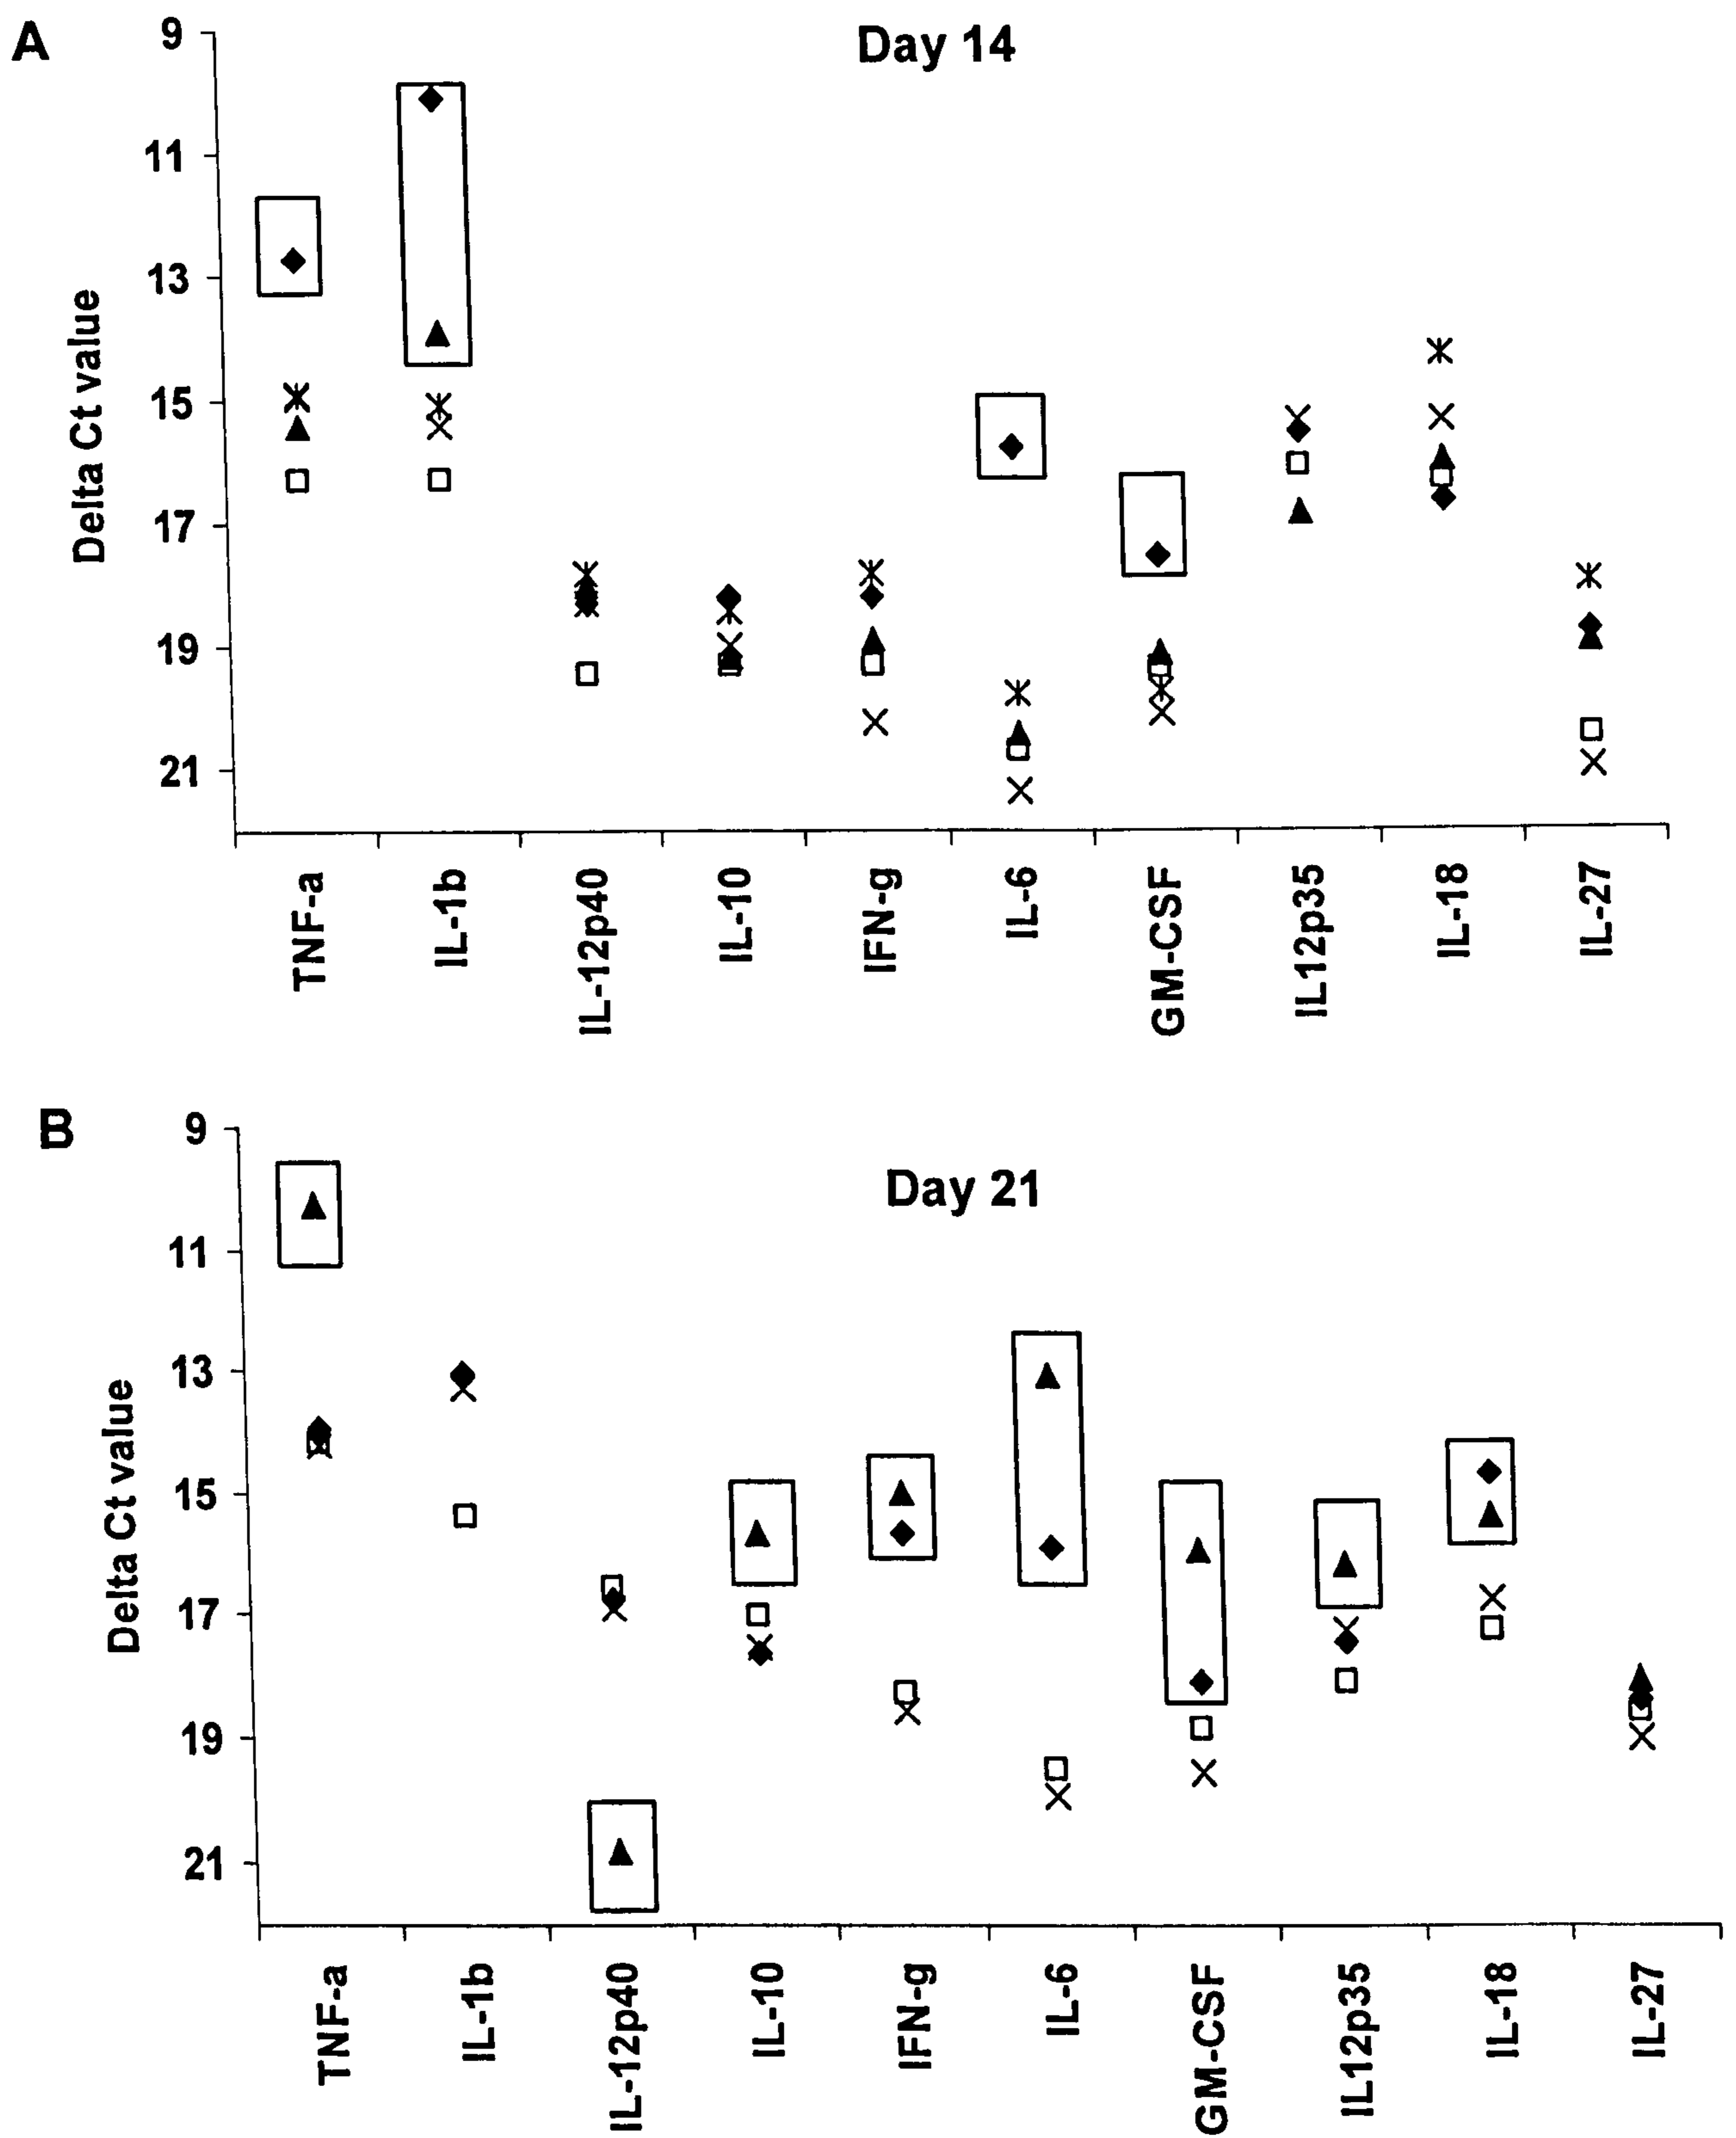 A
Day 14
Delta Ct value
9
11
13
15
17
19
21
TNF-a
IL-1b
IL-12p40
IL-10
IFN-g
IL-6
GM-CSF
IL12p35
IL-18
IL-27
B
Day 21
Delta Ct value
9
11
13
15
17
19
21
TNF-a
IL-1b
IL-12p40
IL-10
IFN-g
IL-6
GM-CSF
IL12p35
IL-18
IL-27